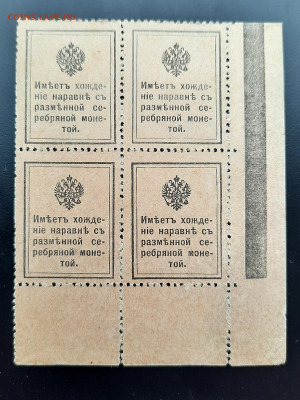 Имѣетъ хожде-
ніе наравнѣ съ
размѣнной се-
ребряной моне-
той.
Имѣетъ хожде-
ніе наравнѣ съ
размѣнной се-
ребряной моне-
той.
Имѣетъ хожде-
ніе наравнѣ съ
размѣнной се-
ребряной моне-
той.
Имѣетъ хожде-
ніе наравнѣ съ
размѣнной се-
ребряной моне-
той.